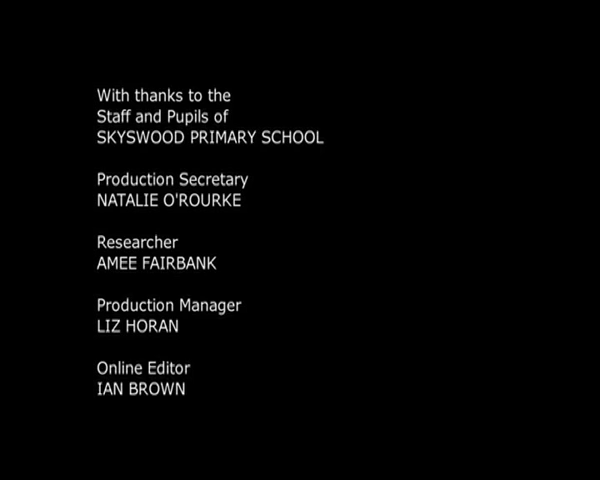 With thanks to the
Staff and Pupils of
SKYSWOOD PRIMARY SCHOOL
Production Secretary
NATALIE O'ROURKE
Researcher
AMEE FAIRBANK
Production Manager
LIZ HORAN
Online Editor
IAN BROWN